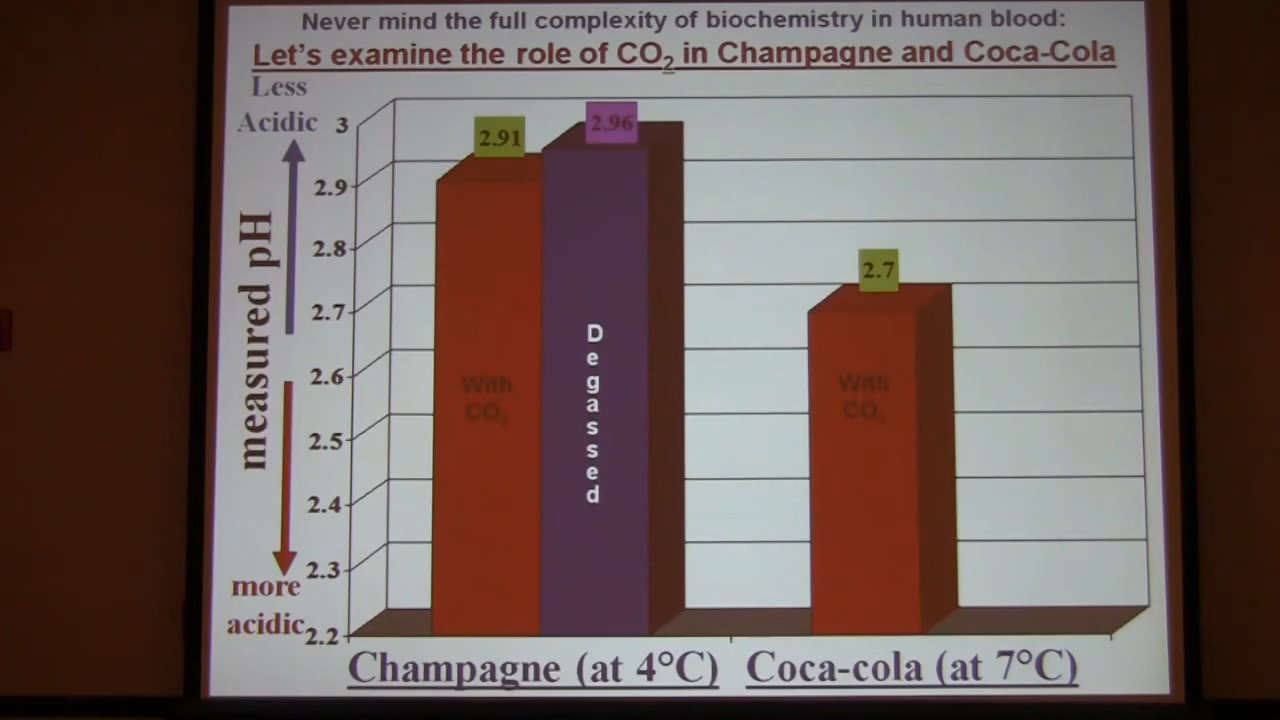 Never mind the full complexity of biochemistry in human blood:
Let's examine the role of CO₂ in Champagne and Coca-Cola
Less
Acidic
measured pH
more
acidic
3
2.9
2.8
2.7
2.6
2.5
2.4
2.3
2.2
2.91
2.96
2.7
With
CO₂
Degassed
With
CO₂
Champagne (at 4°C)
Coca-cola (at 7°C)